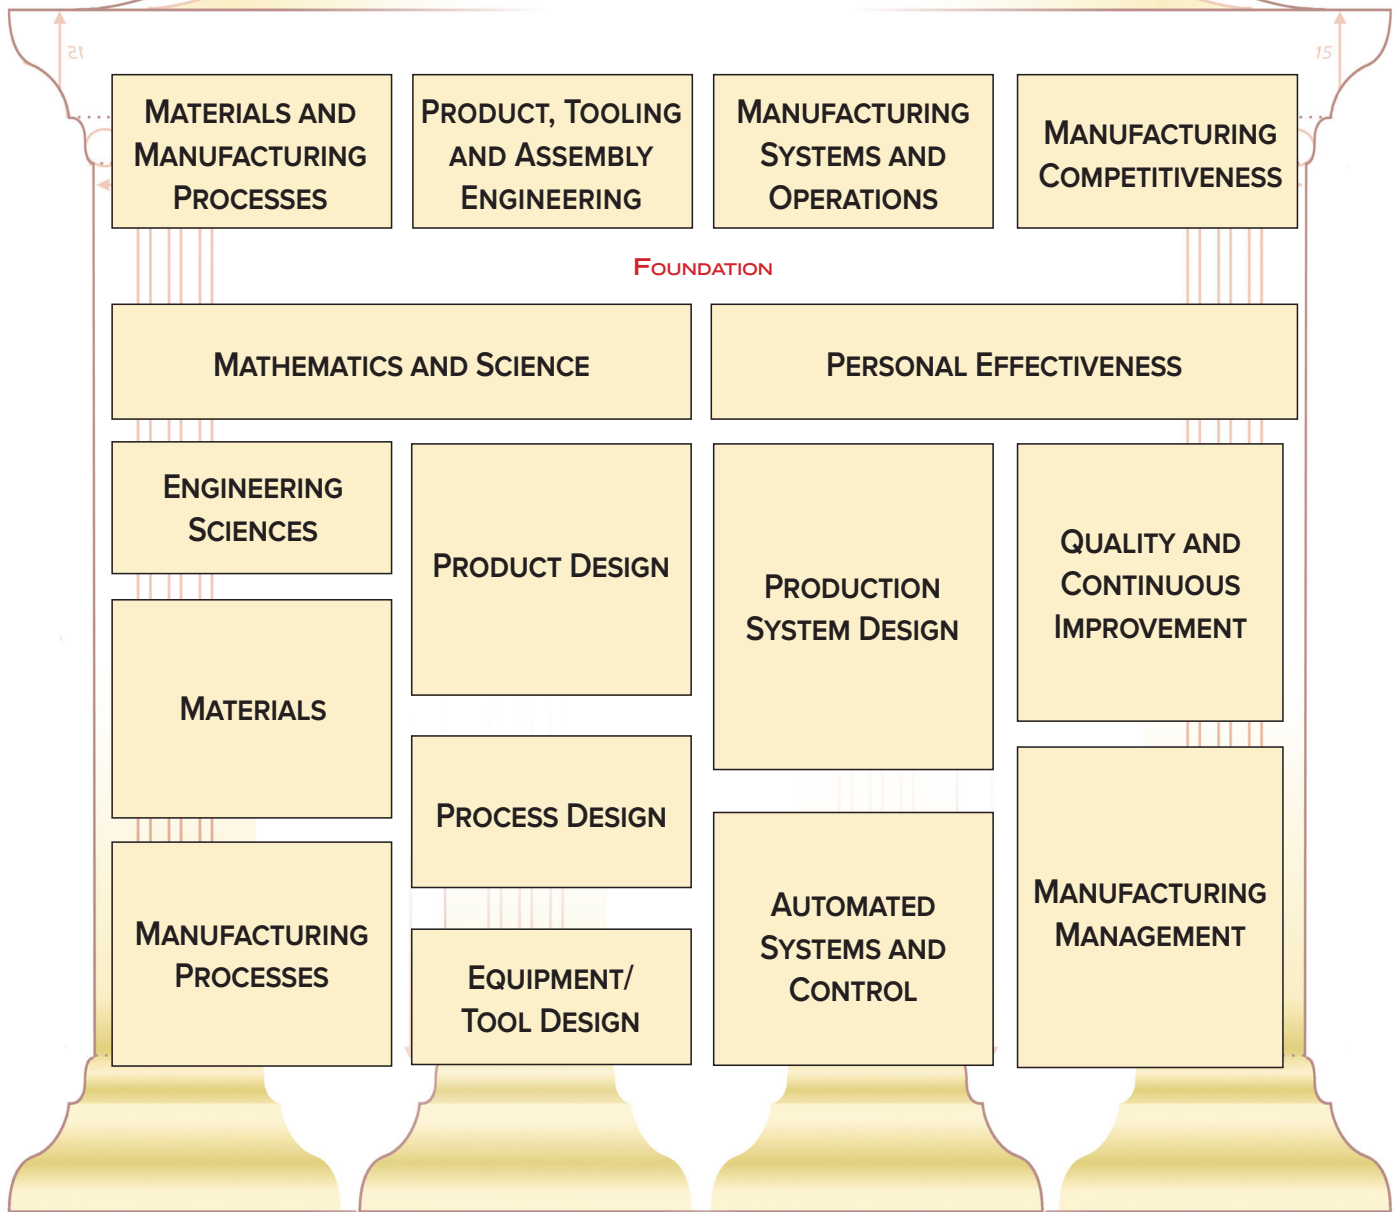 MATERIALS AND
MANUFACTURING
PROCESSES
PRODUCT, TOOLING
AND ASSEMBLY
ENGINEERING
MANUFACTURING
SYSTEMS AND
OPERATIONS
MANUFACTURING
COMPETITIVENESS
15
15
FOUNDATION
MATHEMATICS AND SCIENCE
PERSONAL EFFECTIVENESS
ENGINEERING
SCIENCES
MATERIALS
MANUFACTURING
PROCESSES
PRODUCT DESIGN
PROCESS DESIGN
EQUIPMENT/
TOOL DESIGN
PRODUCTION
SYSTEM DESIGN
AUTOMATED
SYSTEMS AND
CONTROL
QUALITY AND
CONTINUOUS
IMPROVEMENT
MANUFACTURING
MANAGEMENT